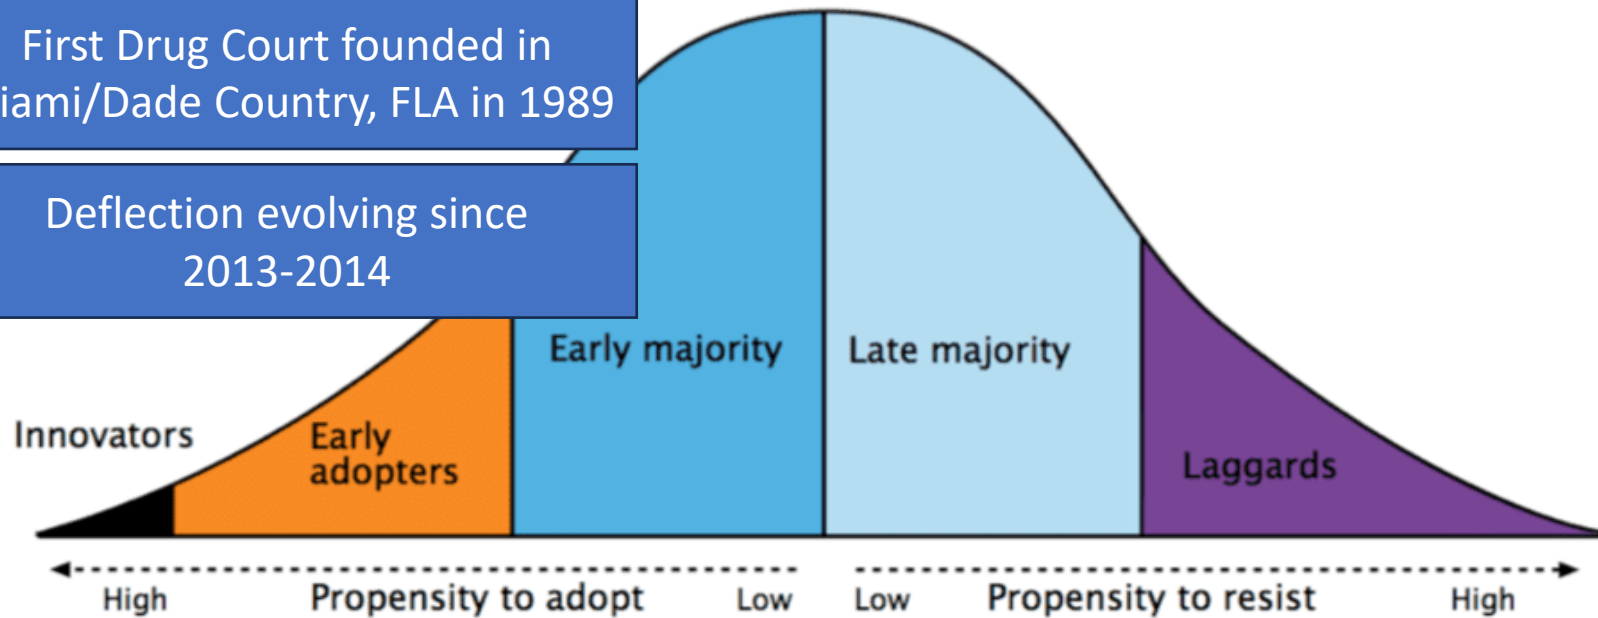 First Drug Court founded in
iami/Dade Country, FLA in 1989
Deflection evolving since
2013-2014
Early majority
Late majority
Innovators
Early
adopters
Laggards
High Propensity to adopt Low Low Propensity to resist High